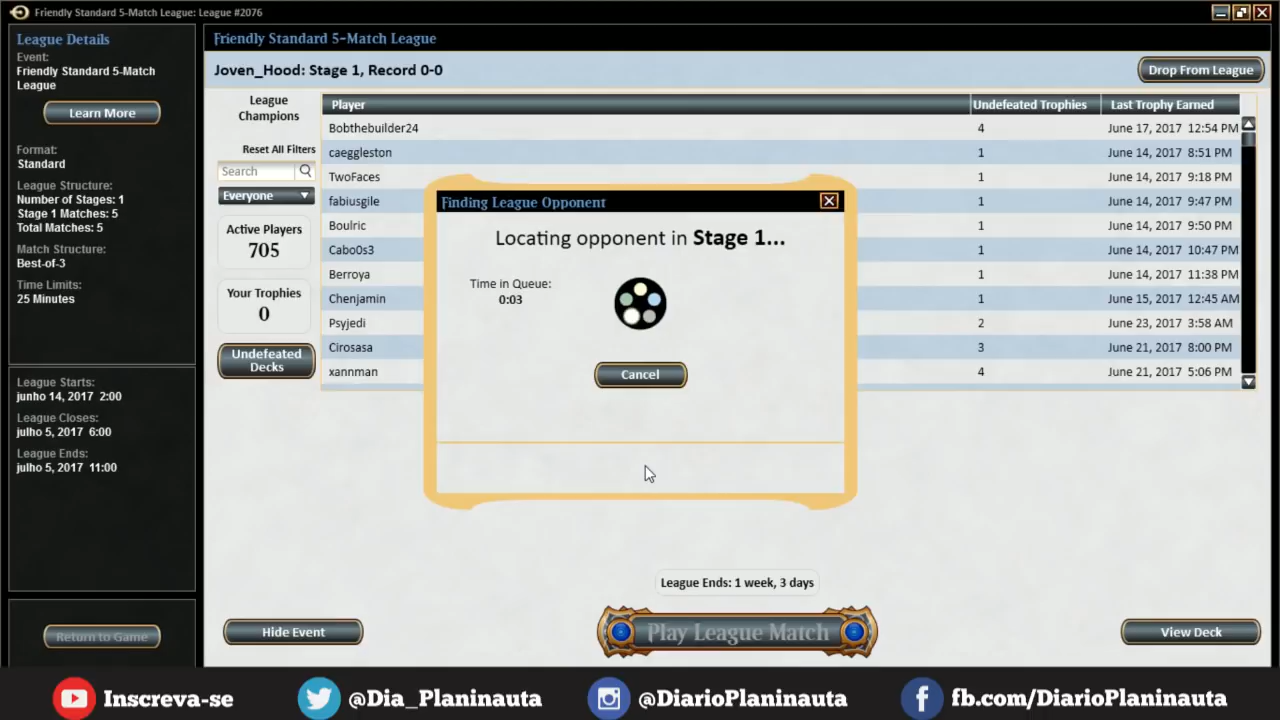 Friendly Standard 5-Match League: League #2076
League Details
Event:
Friendly Standard 5-Match
League
Learn More
Format:
Standard
League Structure:
Number of Stages: 1
Stage 1 Matches: 5
Total Matches: 5
Match Structure:
Best-of-3
Time Limits:
25 Minutes
League Starts:
junho 14, 2017 2:00
League Closes:
julho 5, 2017 6:00
League Ends:
julho 5, 2017 11:00
Return to Game
Friendly Standard 5-Match League
Joven_Hood: Stage 1, Record 0-0
Drop From League
League
Champions
Reset All Filters
Search
Everyone
Active Players
705
Your Trophies
0
Undefeated
Decks
Player Undefeated Trophies Last Trophy Earned
Bobthebuilder24 4 June 17, 2017 12:54 PM
caeggleston 1 June 14, 2017 8:51 PM
TwoFaces 1 June 14, 2017 9:18 PM
fabiusgile 1 June 14, 2017 9:47 PM
Boulric 1 June 14, 2017 9:50 PM
Cabo0s3 1 June 14, 2017 10:47 PM
Berroya 1 June 14, 2017 11:38 PM
Chenjamin 1 June 15, 2017 12:45 AM
Psyjedi 2 June 23, 2017 3:58 AM
Cirosasa 3 June 21, 2017 8:00 PM
xannman 4 June 21, 2017 5:06 PM
Finding League Opponent
Locating opponent in Stage 1...
Time in Queue:
0:03
Cancel
League Ends: 1 week, 3 days
Hide Event
Play League Match
View Deck
Inscreva-se @Dia_Planinauta @DiarioPlaninauta fb.com/DiarioPlaninauta